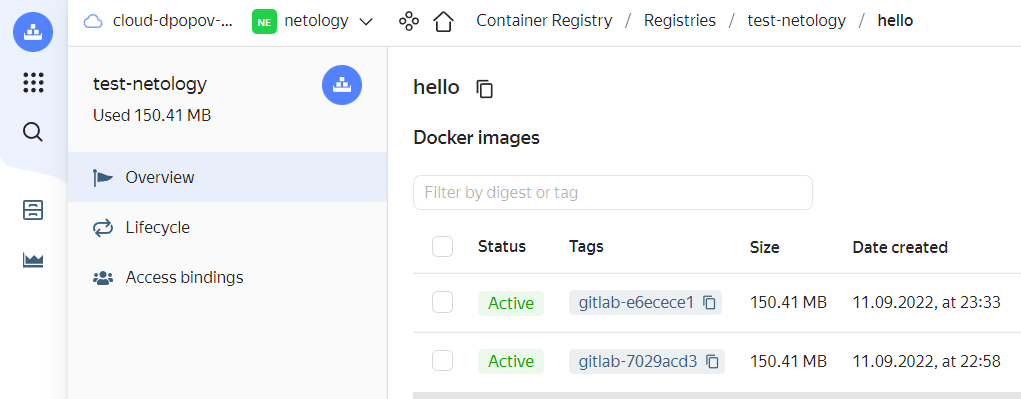 cloud-dpopov-... NE netology Container Registry / Registries / test-netology / hello
test-netology
Used 150.41 MB
Overview
Lifecycle
Access bindings
hello
Docker images
Filter by digest or tag
Status Tags Size Date created
Active gitlab-e6ecece1 150.41 MB 11.09.2022, at 23:33
Active gitlab-7029acd3 150.41 MB 11.09.2022, at 22:58